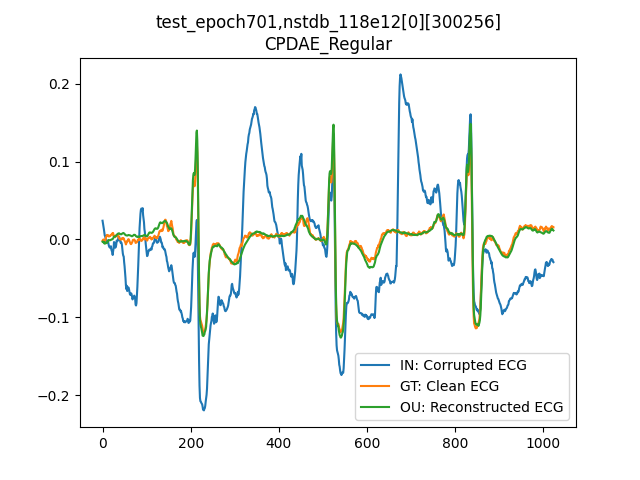 test_epoch701,nstdb_118e12[0][300256]
CPDAE_Regular
0.2
0.1
0.0
−0.1
−0.2
0 200 400 600 800 1000
IN: Corrupted ECG
GT: Clean ECG
OU: Reconstructed ECG